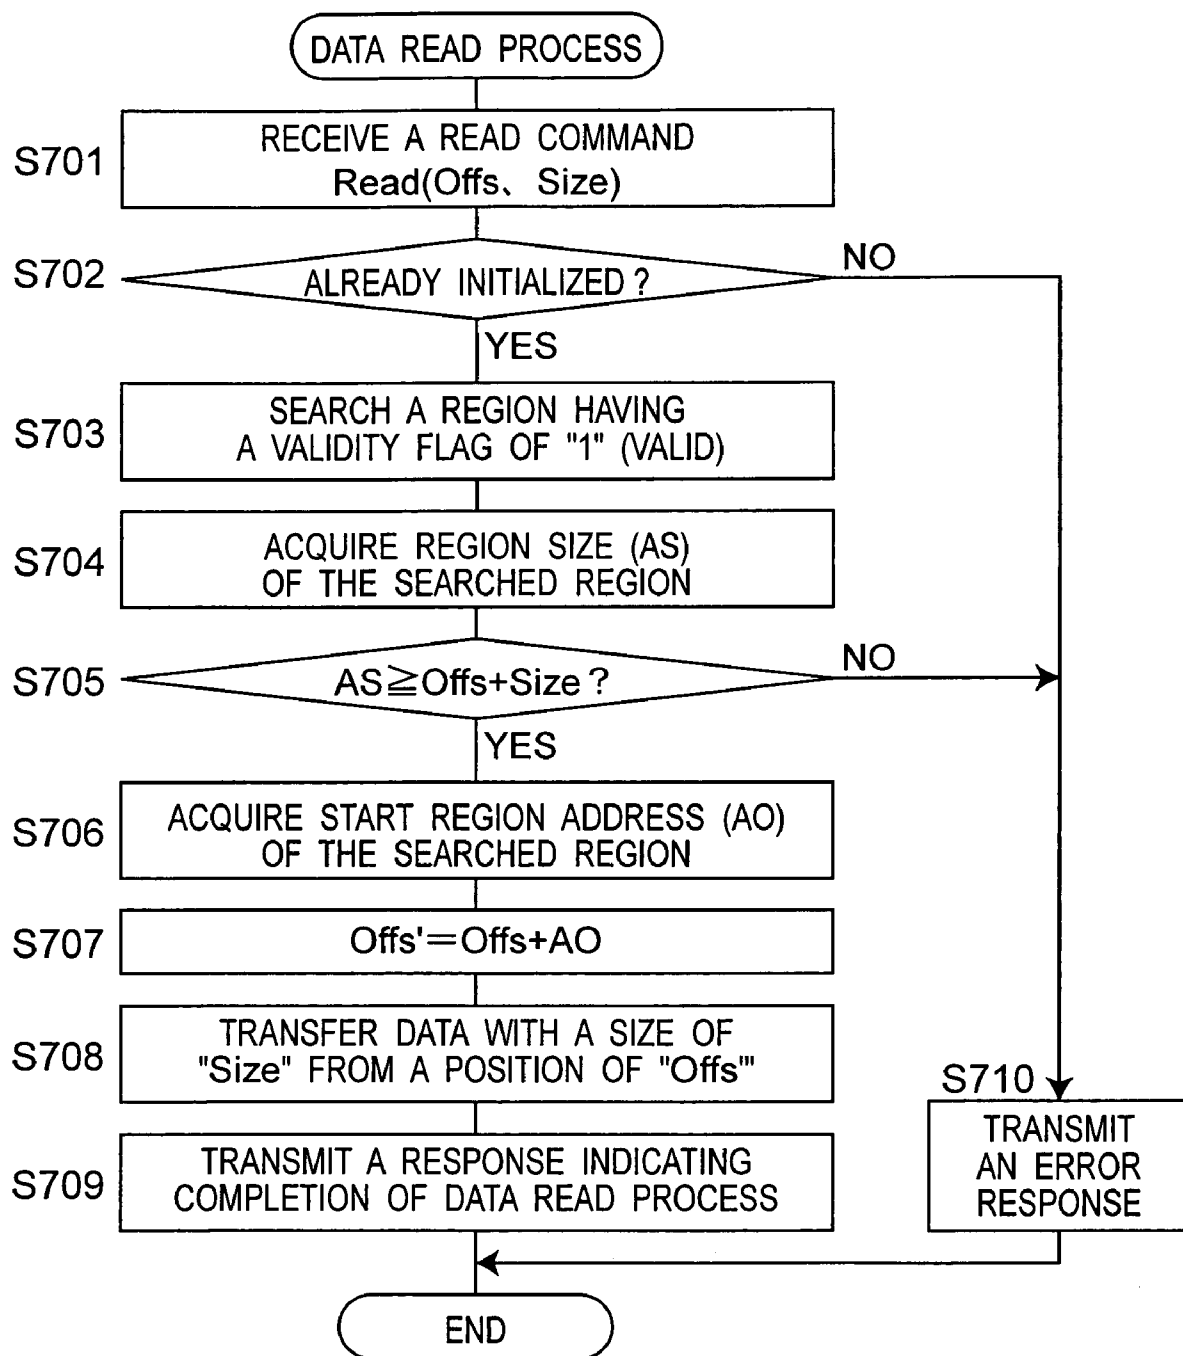 DATA READ PROCESS
S701
RECEIVE A READ COMMAND
Read(Offs、Size)
S702
ALREADY INITIALIZED?
NO
YES
S703
SEARCH A REGION HAVING
A VALIDITY FLAG OF "1" (VALID)
S704
ACQUIRE REGION SIZE (AS)
OF THE SEARCHED REGION
S705
AS≧Offs+Size?
NO
YES
S706
ACQUIRE START REGION ADDRESS (AO)
OF THE SEARCHED REGION
S707
Offs'=Offs+AO
S708
TRANSFER DATA WITH A SIZE OF
"Size" FROM A POSITION OF "Offs'"
S709
TRANSMIT A RESPONSE INDICATING
COMPLETION OF DATA READ PROCESS
S710
TRANSMIT
AN ERROR
RESPONSE
END